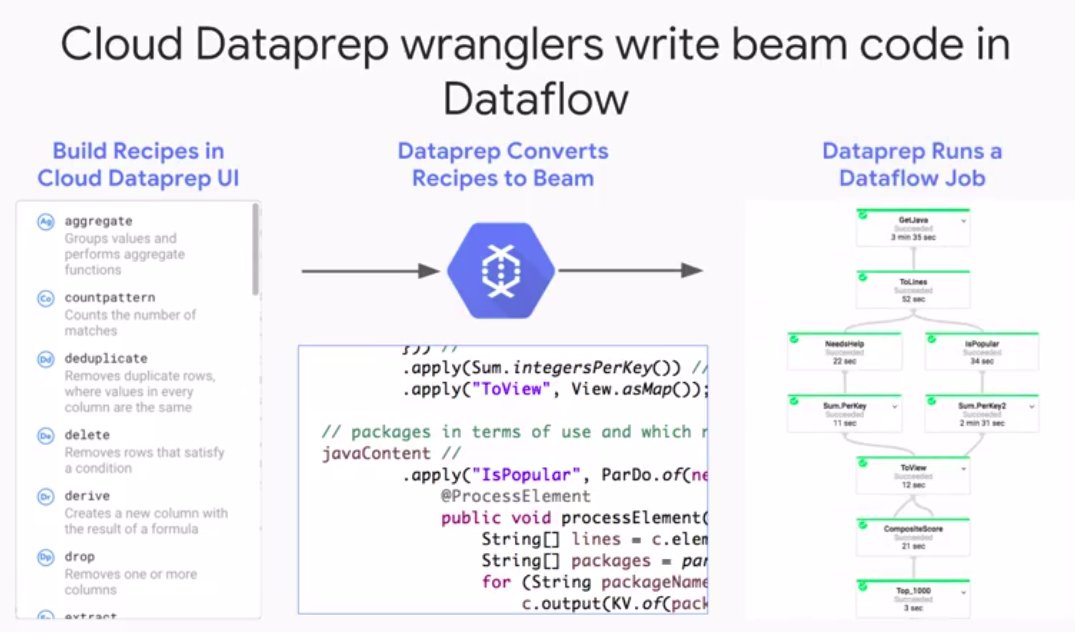 Cloud Dataprep wranglers write beam code in
Dataflow
Build Recipes in
Cloud Dataprep UI
Ag aggregate
Groups values and
performs aggregate
functions
Co countpattern
Counts the number of
matches
Dd deduplicate
Removes duplicate rows,
where values in every
column are the same
De delete
Removes rows that satisfy
a condition
Dr derive
Creates a new column with
the result of a formula
Dp drop
Removes one or more
columns
extract
Dataprep Converts
Recipes to Beam
})) //
.apply(Sum.integersPerKey()) //
.apply("ToView", View.asMap());
// packages in terms of use and which
javaContent //
.apply("IsPopular", ParDo.of(ne
@ProcessElement
public void processElement(
String[] lines = c.elem
String[] packages = par
for (String packageName
c.output(KV.of(pack
Dataprep Runs a
Dataflow Job
GetJava
Succeeded
3 min 35 sec
ToLines
Succeeded
52 sec
NeedsHelp
Succeeded
22 sec
IsPopular
Succeeded
34 sec
Sum.PerKey
Succeeded
11 sec
Sum.PerKey2
Succeeded
2 min 31 sec
ToView
Succeeded
12 sec
CompositeScore
Succeeded
21 sec
Top_1000
Succeeded
3 sec